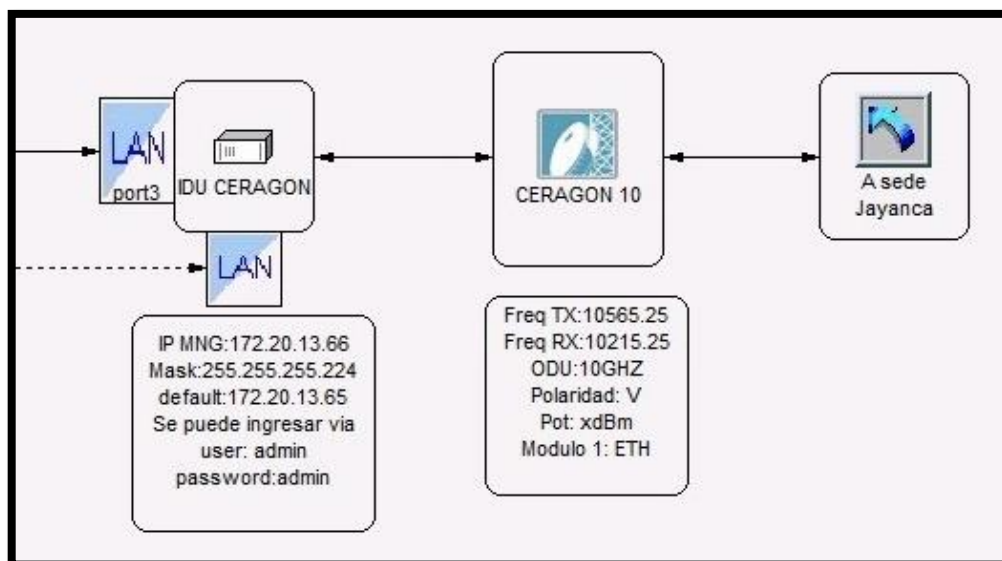 LAN
port3
IDU CERAGON
LAN
IP MNG:172.20.13.66
Mask:255.255.255.224
default:172.20.13.65
Se puede ingresar via
user: admin
password:admin
CERAGON 10
Freq TX:10565.25
Freq RX:10215.25
ODU:10GHZ
Polaridad: V
Pot: xdBm
Modulo 1: ETH
A sede
Jayanca